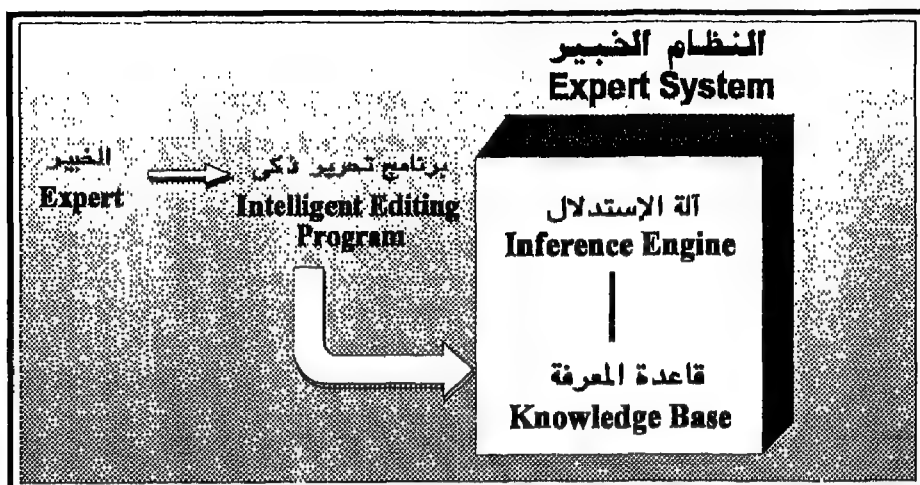 النظام الخبير
Expert System
الخبير
Expert
برنامج تحرير ذكى
Intelligent Editing
Program
آلة الإستدلال
Inference Engine
قاعدة المعرفة
Knowledge Base